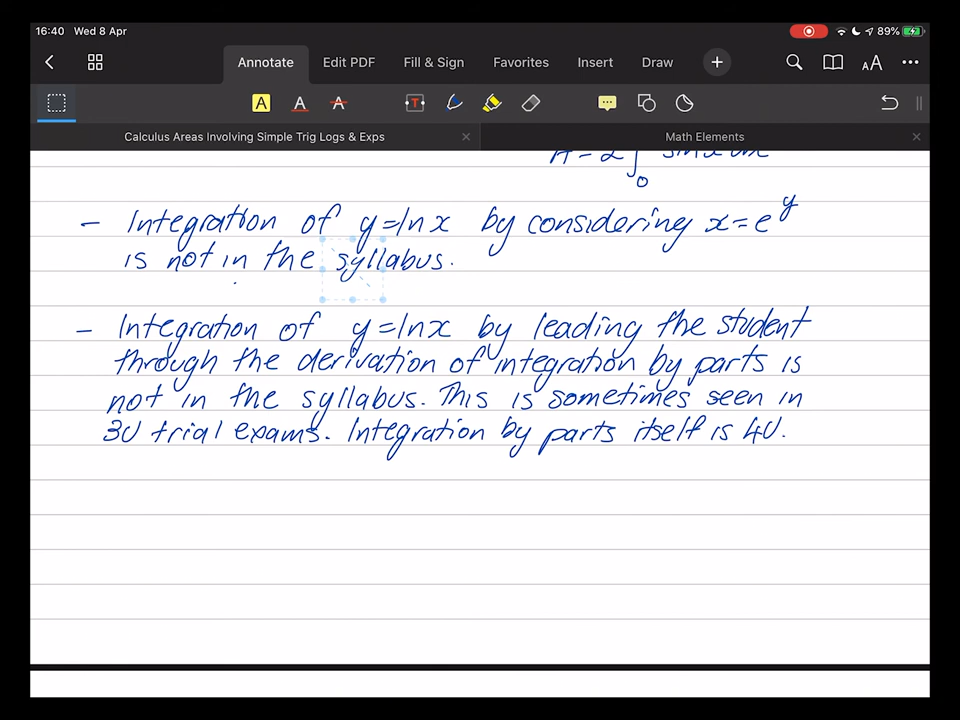 16:40 Wed 8 Apr 89%
Annotate Edit PDF Fill & Sign Favorites Insert Draw
Calculus Areas Involving Simple Trig Logs & Exps Math Elements
0
- Integration of y=lnx by considering x=e^y
is not in the syllabus.
- Integration of y=lnx by leading the student
through the derivation of integration by parts is
not in the syllabus. This is sometimes seen in
3U trial exams. Integration by parts itself is 4U.